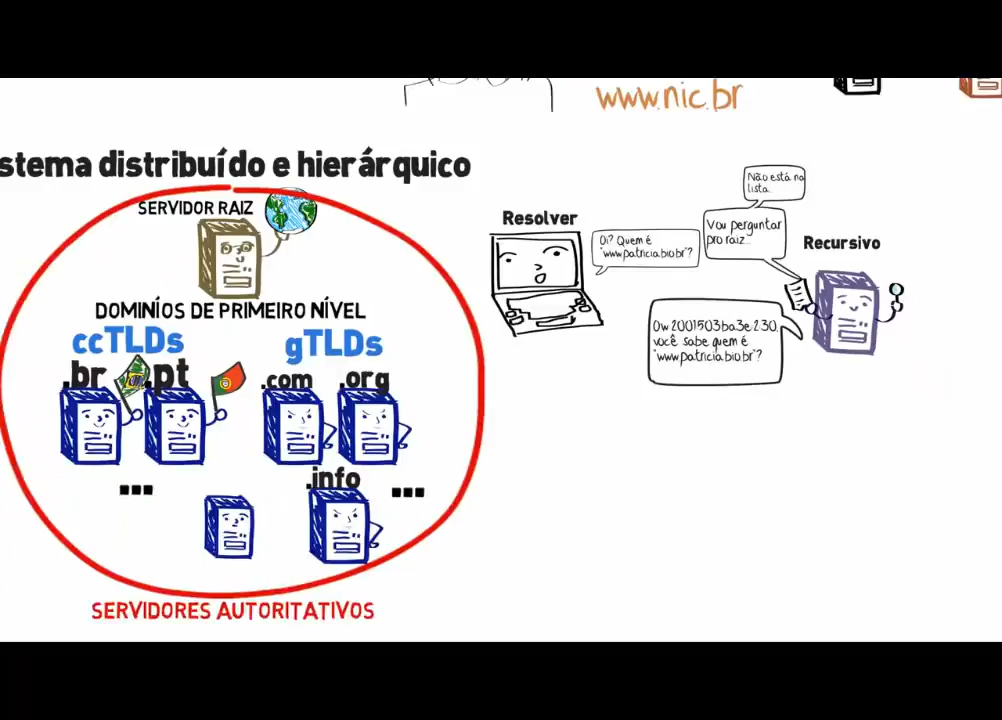 www.nic.br
stema distribuído e hierárquico
SERVIDOR RAIZ
DOMINÍOS DE PRIMEIRO NÍVEL
ccTLDs
gTLDs
.br
.pt
.com
.org
...
.info
...
SERVIDORES AUTORITATIVOS
Resolver
Oi? Quem é
"www.patricia.bio.br"?
Não está na
lista...
Vou perguntar
pro raiz...
Recursivo
Ow 2001:503:ba3e::2:30.
você sabe quem é
"www.patricia.bio.br"?